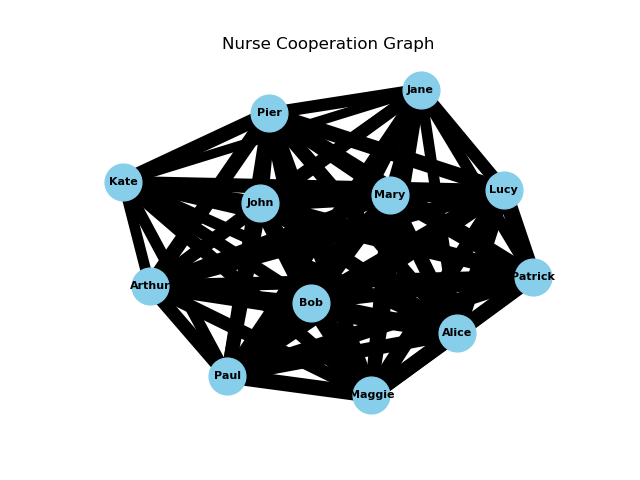 Nurse Cooperation Graph
Jane
Pier
Kate
Lucy
Mary
John
Patrick
Arthur
Bob
Alice
Paul
Maggie